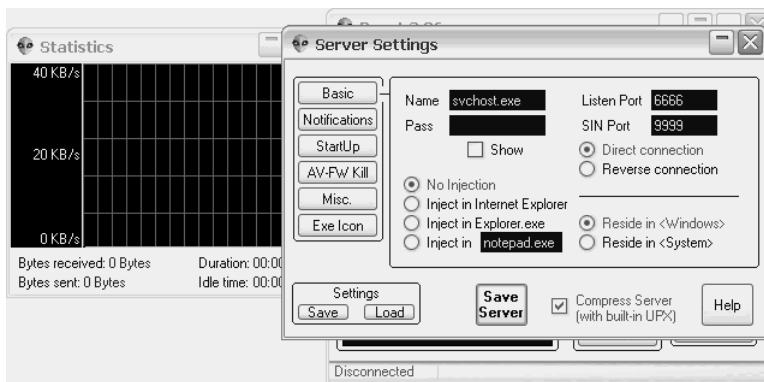 Statistics
40 KB/s
20 KB/s
0 KB/s
Bytes received: 0 Bytes
Duration: 00:00
Bytes sent: 0 Bytes
Idle time: 00:00
Server Settings
Basic
Notifications
StartUp
AV-FW Kill
Misc.
Exe Icon
Name svchost.exe
Pass
Show
Listen Port 6666
SIN Port 9999
Direct connection
Reverse connection
No Injection
Inject in Internet Explorer
Inject in Explorer.exe
Inject in notepad.exe
Reside in <Windows>
Reside in <System>
Settings
Save Load
Save
Server
Compress Server
(with built-in UPX)
Help
Disconnected